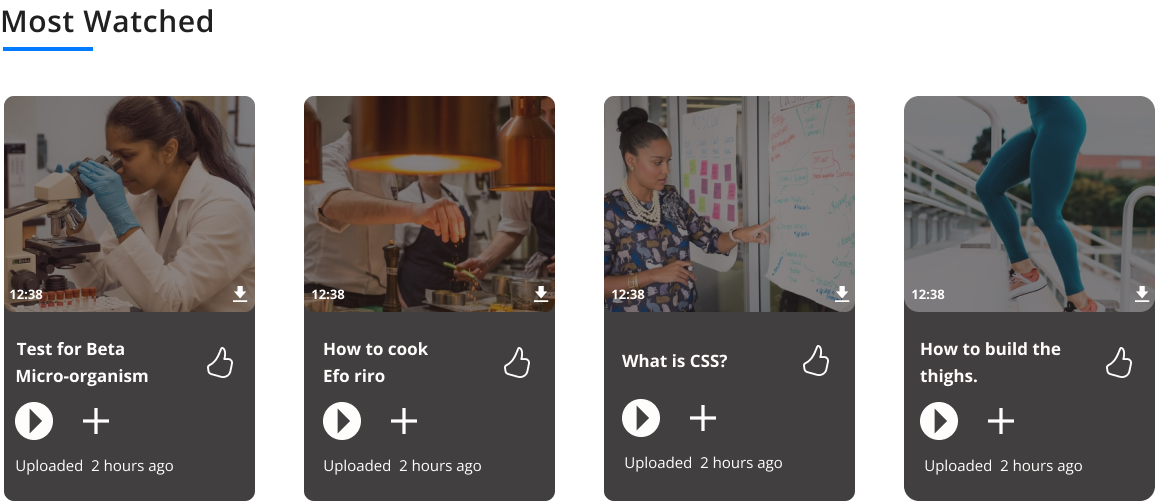 Most Watched
12:38
Test for Beta
Micro-organism
Uploaded 2 hours ago
12:38
How to cook
Efo riro
Uploaded 2 hours ago
12:38
What is CSS?
Uploaded 2 hours ago
12:38
How to build the
thighs.
Uploaded 2 hours ago